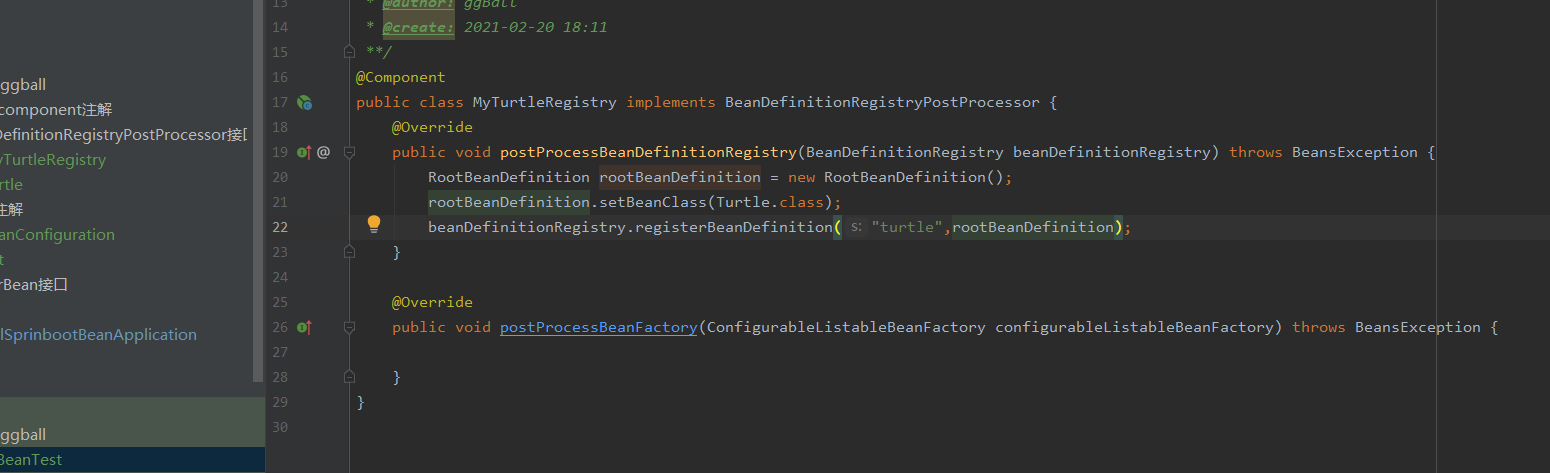 ggball
component注解
DefinitionRegistryPostProcessor接口
yTurtleRegistry
rtle
注解
anConfiguration
t
rBean接口
lSprinbootBeanApplication
ggball
BeanTest
13 * @author: ggBall
14 * @create: 2021-02-20 18:11
15 **/
16 @Component
17 public class MyTurtleRegistry implements BeanDefinitionRegistryPostProcessor {
18 @Override
19 @ public void postProcessBeanDefinitionRegistry(BeanDefinitionRegistry beanDefinitionRegistry) throws BeansException {
20 RootBeanDefinition rootBeanDefinition = new RootBeanDefinition();
21 rootBeanDefinition.setBeanClass(Turtle.class);
22 beanDefinitionRegistry.registerBeanDefinition( s: "turtle",rootBeanDefinition);
23 }
24
25 @Override
26 public void postProcessBeanFactory(ConfigurableListableBeanFactory configurableListableBeanFactory) throws BeansException {
27
28 }
29 }
30